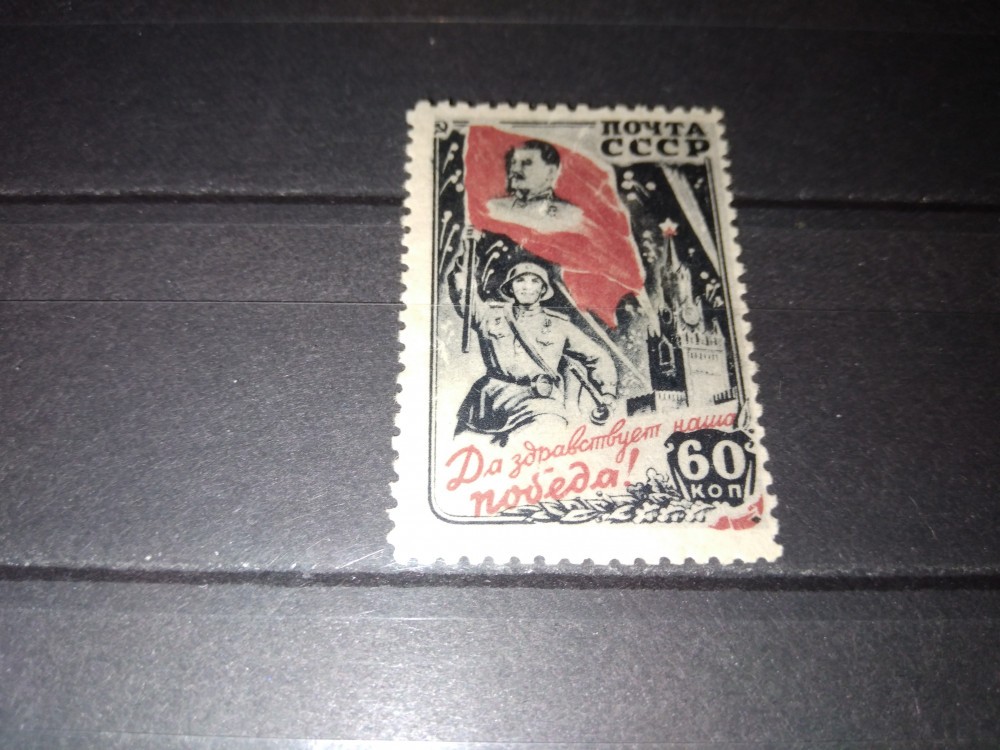 ПОЧТА
СССР
Да здравствует наша
победа!
60
КОП